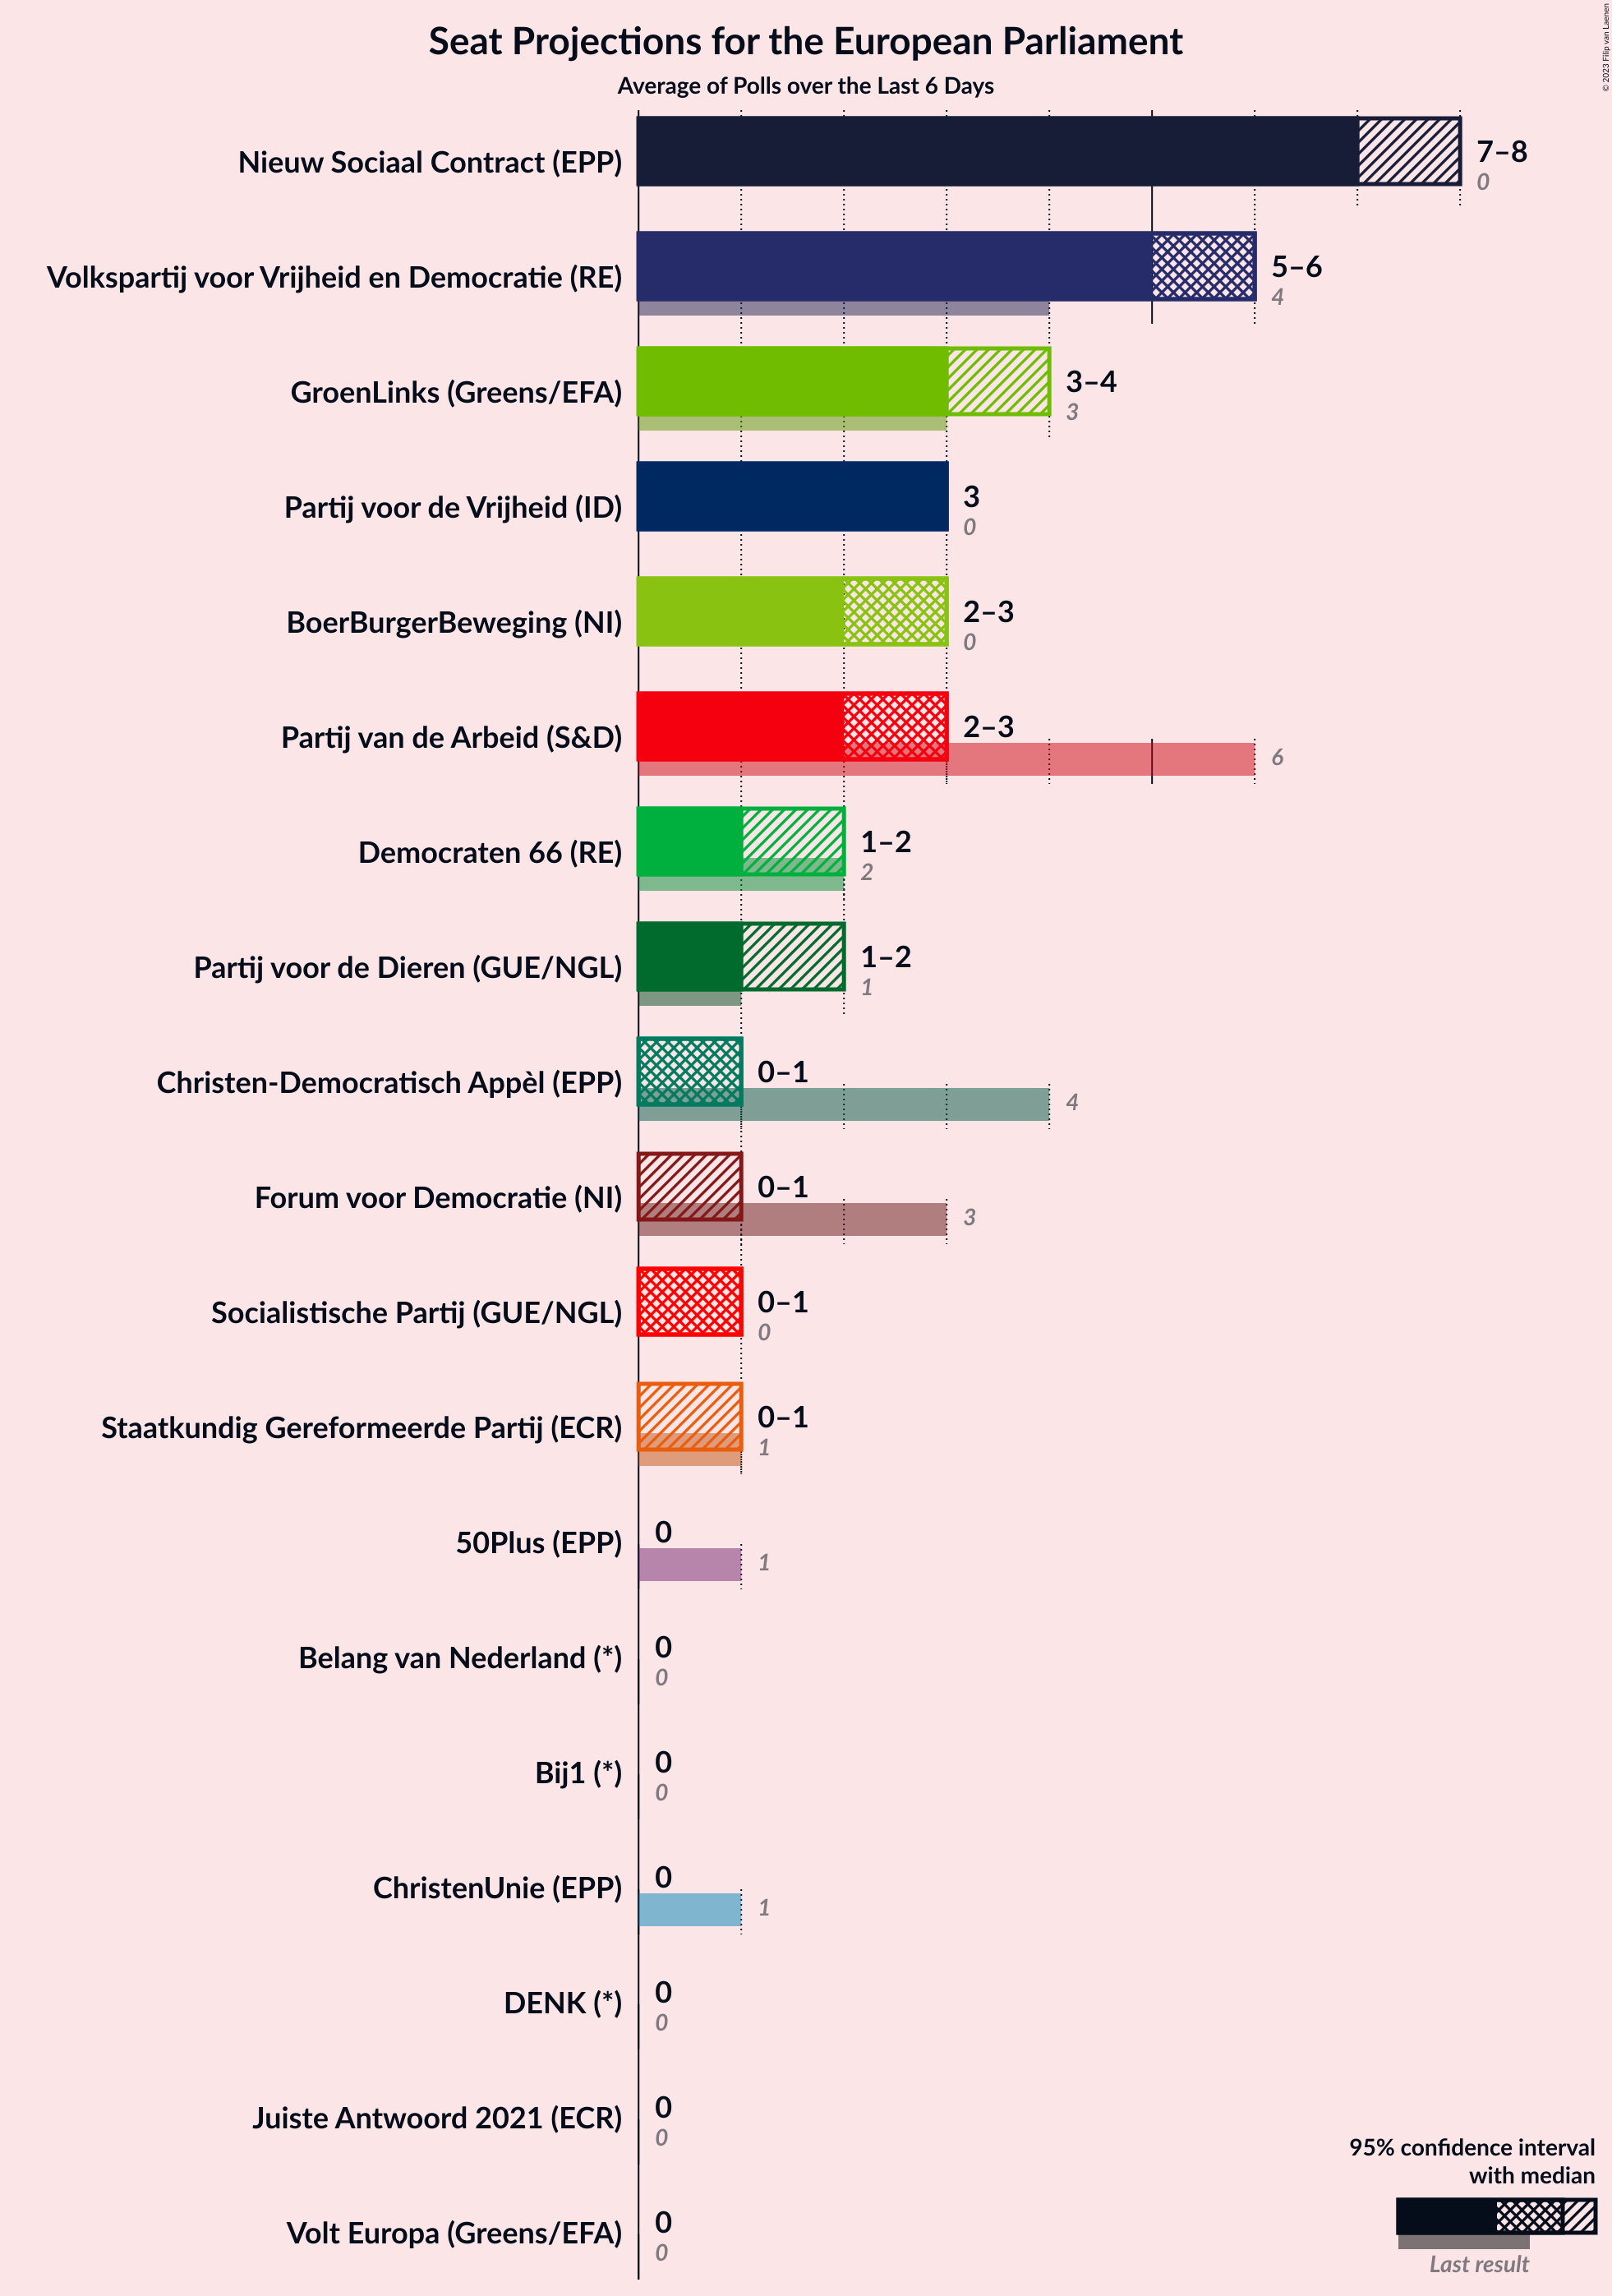 Seat Projections for the European Parliament
Average of Polls over the Last 6 Days
© 2023 Filip van Laenen
Nieuw Sociaal Contract (EPP)
7–8
0
Volkspartij voor Vrijheid en Democratie (RE)
5–6
4
GroenLinks (Greens/EFA)
3–4
3
Partij voor de Vrijheid (ID)
3
0
BoerBurgerBeweging (NI)
2–3
0
Partij van de Arbeid (S&D)
2–3
6
Democraten 66 (RE)
1–2
2
Partij voor de Dieren (GUE/NGL)
1–2
1
Christen-Democratisch Appèl (EPP)
0–1
4
Forum voor Democratie (NI)
0–1
3
Socialistische Partij (GUE/NGL)
0–1
0
Staatkundig Gereformeerde Partij (ECR)
0–1
1
50Plus (EPP)
0
1
Belang van Nederland (*)
0
0
Bij1 (*)
0
0
ChristenUnie (EPP)
0
1
DENK (*)
0
0
Juiste Antwoord 2021 (ECR)
0
0
Volt Europa (Greens/EFA)
0
0
95% confidence interval
with median
Last result